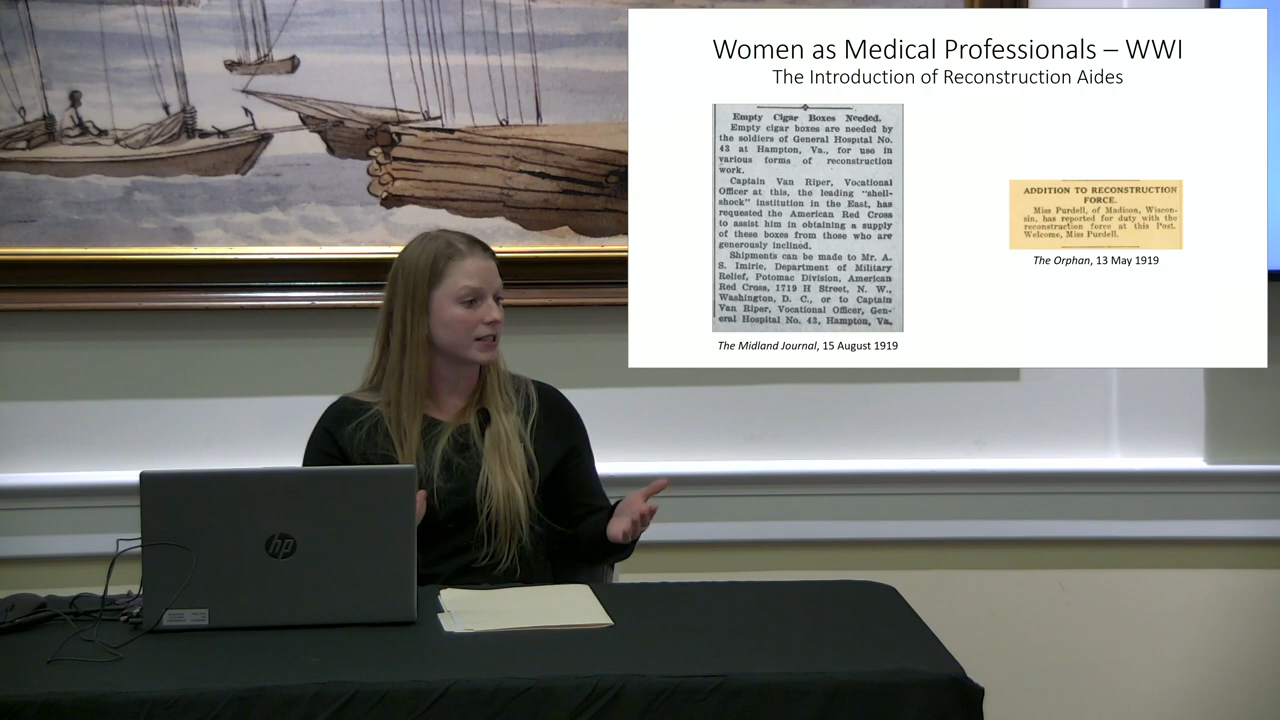 Women as Medical Professionals – WWI
The Introduction of Reconstruction Aides
Empty Cigar Boxes Needed.
Empty cigar boxes are needed by
the soldiers of General Hospital No.
43 at Hampton, Va., for use in
various forms of reconstruction
work.
Captain Van Riper, Vocational
Officer at this, the leading "shell-
shock" institution in the East, has
requested the American Red Cross
to assist him in obtaining a supply
of these boxes from those who are
generously inclined.
Shipments can be made to Mr. A.
S. Imirie, Department of Military
Relief, Potomac Division, American
Red Cross, 1719 H Street, N. W.,
Washington, D. C., or to Captain
Van Riper, Vocational Officer, Gen-
eral Hospital No. 43, Hampton, Va.
The Midland Journal, 15 August 1919
ADDITION TO RECONSTRUCTION
FORCE.
Miss Purdell, of Madison, Wiscon-
sin, has reported for duty with the
reconstruction force at this Post.
Welcome, Miss Purdell.
The Orphan, 13 May 1919
hp